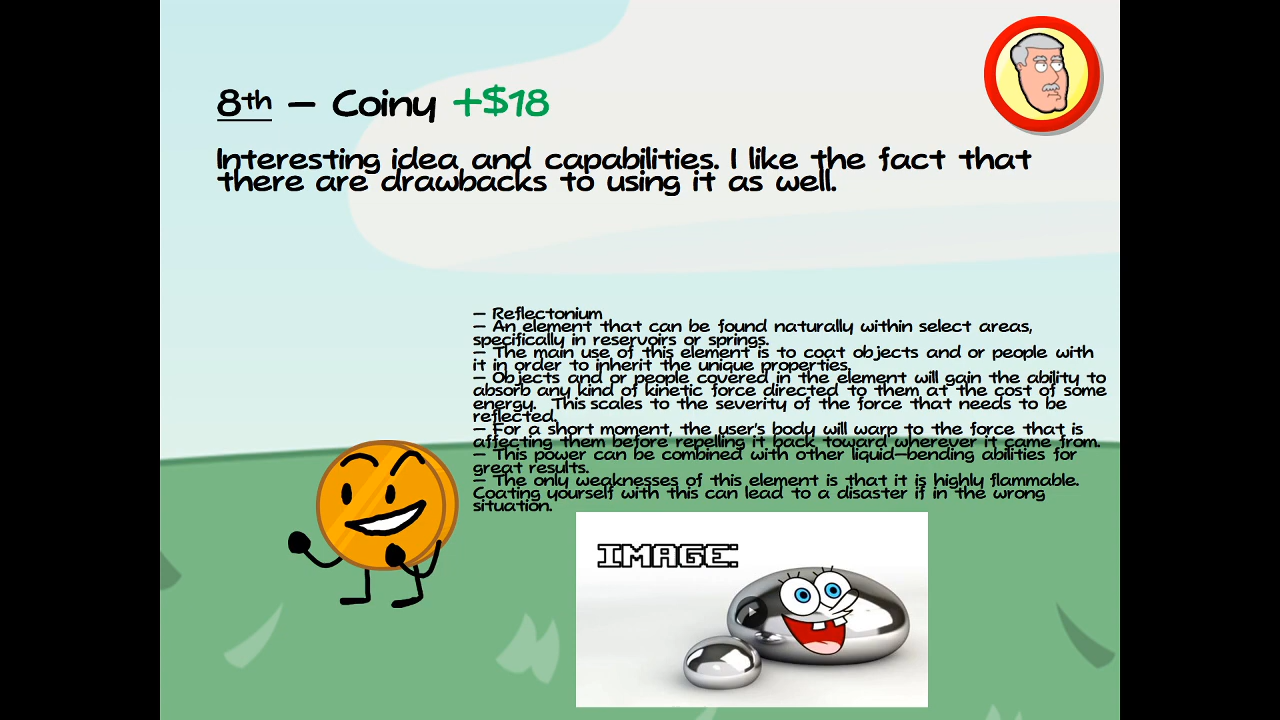 8th – Coiny +$18
Interesting idea and capabilities. I like the fact that
there are drawbacks to using it as well.
– Reflectonium
– An element that can be found naturally within select areas,
specifically in reservoirs or springs.
– The main use of this element is to coat objects and or people with
it in order to inherit the unique properties.
– Objects and or people covered in the element will gain the ability to
absorb any kind of kinetic force directed to them at the cost of some
energy. This scales to the severity of the force that needs to be
reflected.
– For a short moment, the user's body will warp to the force that is
affecting them before repelling it back toward wherever it came from.
– This power can be combined with other liquid–bending abilities for
great results.
– The only weaknesses of this element is that it is highly flammable.
Coating yourself with this can lead to a disaster if in the wrong
situation.
IMAGE: